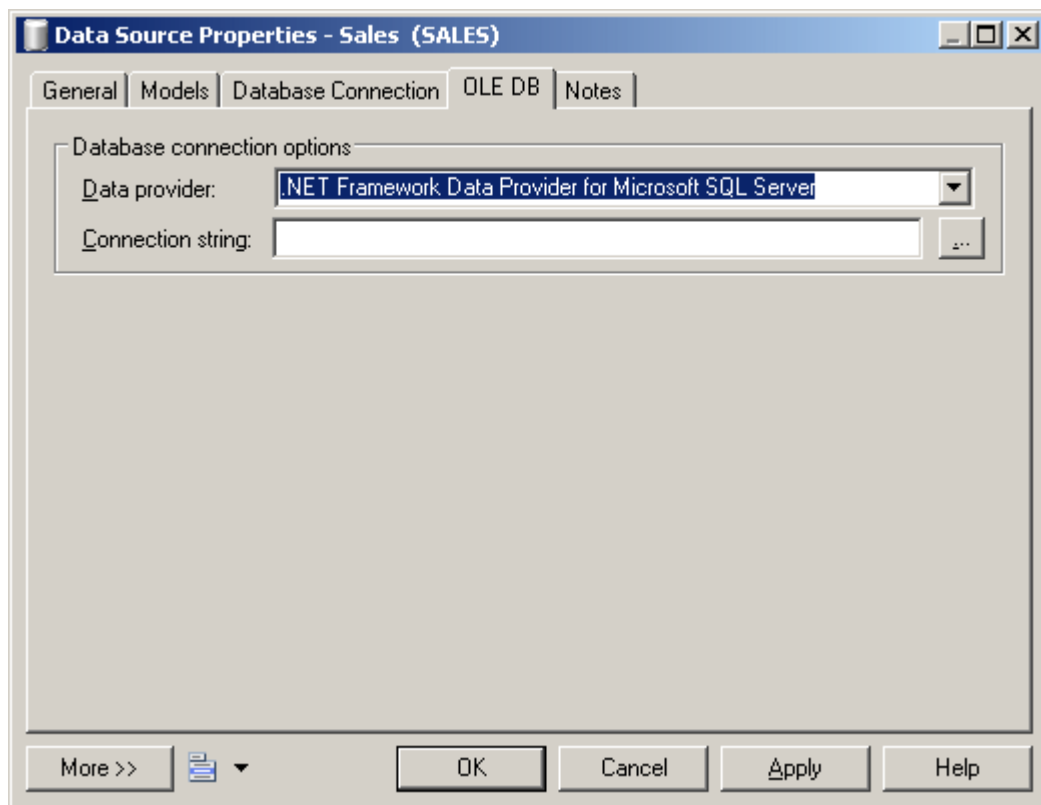 Data Source Properties - Sales (SALES)
General Models Database Connection OLE DB Notes
Database connection options
Data provider: .NET Framework Data Provider for Microsoft SQL Server
Connection string: ...
More >> OK Cancel Apply Help